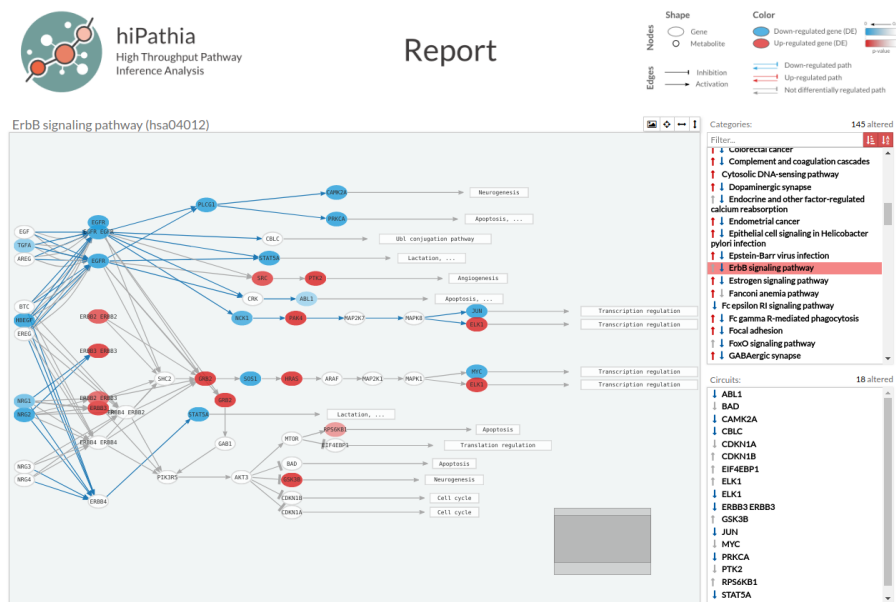 hiPathia
High Throughput Pathway
Inference Analysis
Report
Shape
Color
Nodes
Gene
Metabolite
Down-regulated gene (DE)
Up-regulated gene (DE)
p-value
Edges
Inhibition
Activation
Down-regulated path
Up-regulated path
Not differentially regulated path
ErbB signaling pathway (hsa04012)
Categories:
145 altered
Filter...
Colorectal cancer
Complement and coagulation cascades
Cytosolic DNA-sensing pathway
Dopaminergic synapse
Endocrine and other factor-regulated
calcium reabsorption
Endometrial cancer
Epithelial cell signaling in Helicobacter
pylori infection
Epstein-Barr virus infection
ErbB signaling pathway
Estrogen signaling pathway
Fanconi anemia pathway
Fc epsilon RI signaling pathway
Fc gamma R-mediated phagocytosis
Focal adhesion
FoxO signaling pathway
GABAergic synapse
Circuits:
18 altered
ABL1
BAD
CAMK2A
CBLC
CDKN1A
CDKN1B
EIF4EBP1
ELK1
ELK1
ERBB3 ERBB3
GSK3B
JUN
MYC
PRKCA
PTK2
RPS6KB1
STAT5A
CAMK2A
Neurogenesis
PLCG1
PRKCA
Apoptosis, ...
EGFR
EGF
EGFR EGFR
TGFA
CBLC
Ubl conjugation pathway
AREG
EGFR
STAT5A
Lactation, ...
SRC
PTK2
Angiogenesis
CRK
ABL1
Apoptosis, ...
BTC
HBEGF
EREG
ERBB2 ERBB2
NCK1
PAK4
MAP2K7
MAPK8
JUN
Transcription regulation
ELK1
Transcription regulation
ERBB3 ERBB3
SHC2
GRB2
SOS1
HRAS
ARAF
MAP2K1
MAPK1
MYC
Transcription regulation
ELK1
Transcription regulation
NRG1
NRG2
ERBB2 ERBB3
ERBB3
ERBB4 ERBB2
GRB2
STAT5A
Lactation, ...
RPS6KB1
Apoptosis
ERBB4 ERBB4
GAB1
MTOR
EIF4EBP1
Translation regulation
NRG3
NRG4
BAD
Apoptosis
PIK3R5
AKT3
GSK3B
Neurogenesis
ERBB4
CDKN1B
Cell cycle
CDKN1A
Cell cycle